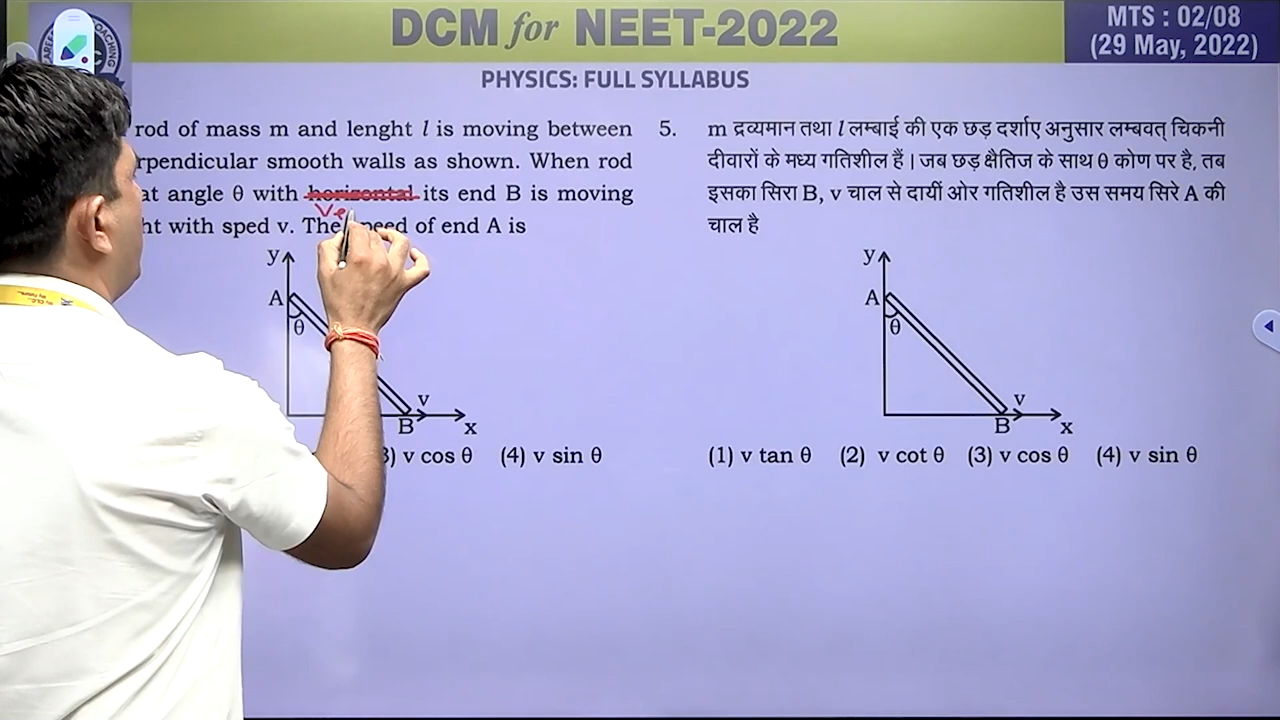 DCM for NEET-2022
MTS : 02/08
(29 May, 2022)
PHYSICS: FULL SYLLABUS
rod of mass m and lenght l is moving between
rpendicular smooth walls as shown. When rod
at angle θ with horizontal its end B is moving
Ve
ht with sped v. The speed of end A is
y
A
θ
v
B
x
3) v cos θ (4) v sin θ
5. m द्रव्यमान तथा l लम्बाई की एक छड़ दर्शाए अनुसार लम्बवत् चिकनी
दीवारों के मध्य गतिशील हैं। जब छड़ क्षैतिज के साथ θ कोण पर है, तब
इसका सिरा B, v चाल से दायीं ओर गतिशील है उस समय सिरे A की
चाल है
y
A
θ
v
B
x
(1) v tan θ (2) v cot θ (3) v cos θ (4) v sin θ